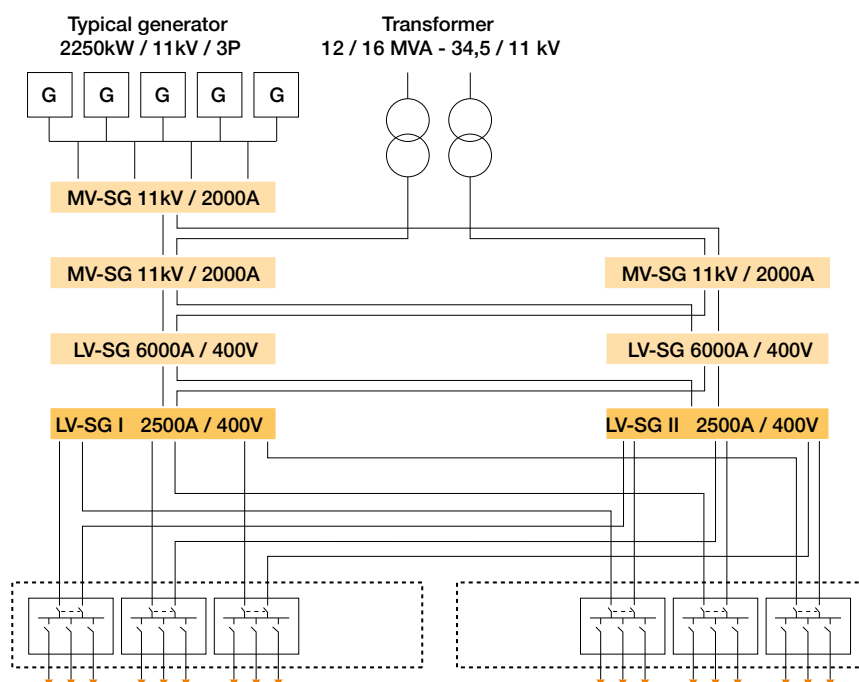 Typical generator
2250kW / 11kV / 3P
Transformer
12 / 16 MVA - 34,5 / 11 kV
G G G G G
MV-SG 11kV / 2000A
MV-SG 11kV / 2000A
MV-SG 11kV / 2000A
LV-SG 6000A / 400V
LV-SG 6000A / 400V
LV-SG I 2500A / 400V
LV-SG II 2500A / 400V